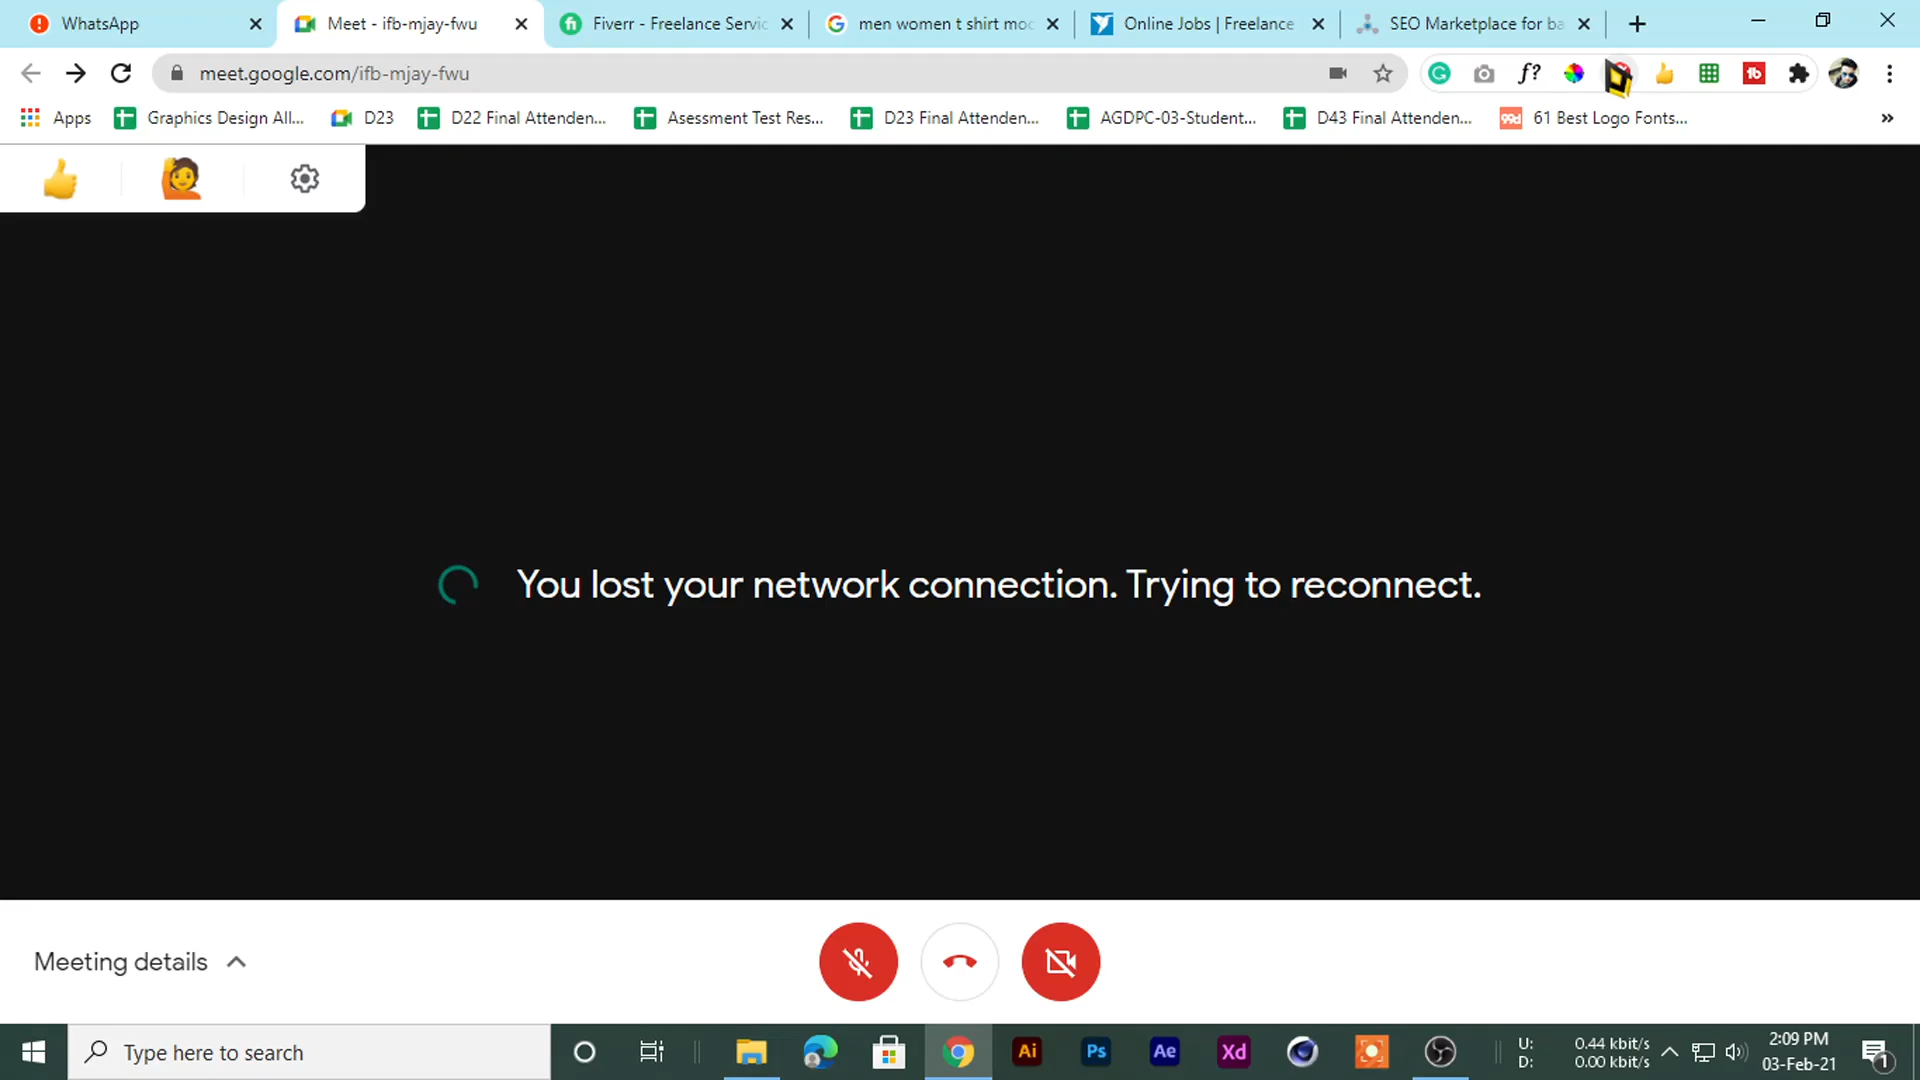 WhatsApp
Meet - ifb-mjay-fwu
Fiverr - Freelance Servic
men women t shirt moc
Online Jobs | Freelance
SEO Marketplace for ba
meet.google.com/ifb-mjay-fwu
f?
Apps
Graphics Design All...
D23
D22 Final Attenden...
Asessment Test Res...
D23 Final Attenden...
AGDPC-03-Student...
D43 Final Attenden...
99d
61 Best Logo Fonts...
»
You lost your network connection. Trying to reconnect.
Meeting details
Type here to search
Ai
Ps
Ae
Xd
U: 0.44 kbit/s
D: 0.00 kbit/s
2:09 PM
03-Feb-21
1